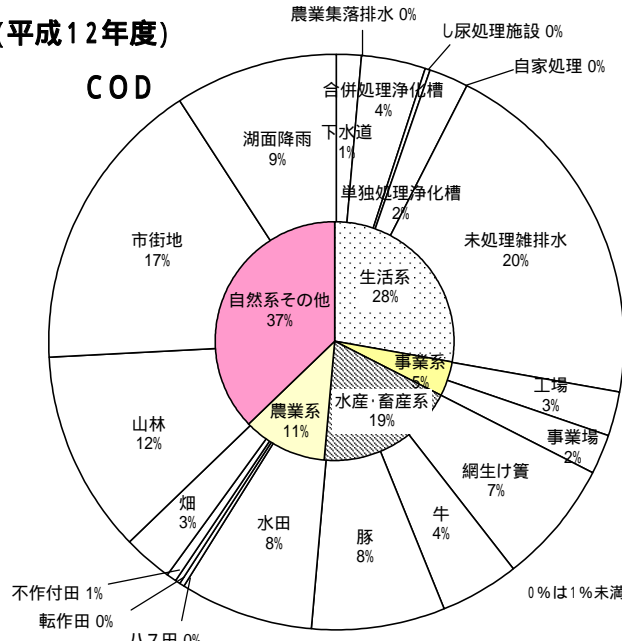 (平成12年度)
COD
農業集落排水 0%
し尿処理施設 0%
自家処理 0%
合併処理浄化槽
4%
下水道
1%
湖面降雨
9%
単独処理浄化槽
2%
市街地
17%
未処理雑排水
20%
生活系
28%
自然系その他
37%
事業系
5%
水産・畜産系
19%
農業系
11%
工場
3%
事業場
2%
網生け簀
7%
牛
4%
豚
8%
水田
8%
畑
3%
山林
12%
不作付田 1%
転作田 0%
ハス田 0%
0%は1%未満